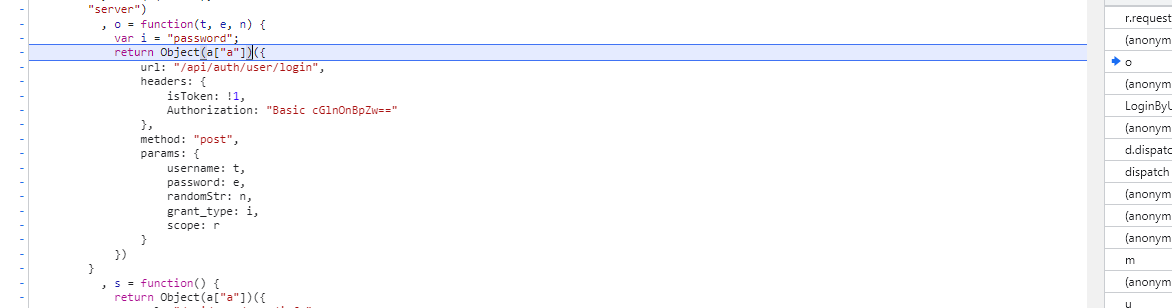 "server")
, o = function(t, e, n) {
var i = "password";
return Object(a["a"])({
url: "/api/auth/user/login",
headers: {
isToken: !1,
Authorization: "Basic cGlnOnBpZw=="
},
method: "post",
params: {
username: t,
password: e,
randomStr: n,
grant_type: i,
scope: r
}
})
}
, s = function() {
return Object(a["a"])({
r.request
(anonym
o
(anonym
LoginByU
(anonym
d.dispatc
dispatch
(anonym
(anonym
(anonym
m
(anonym